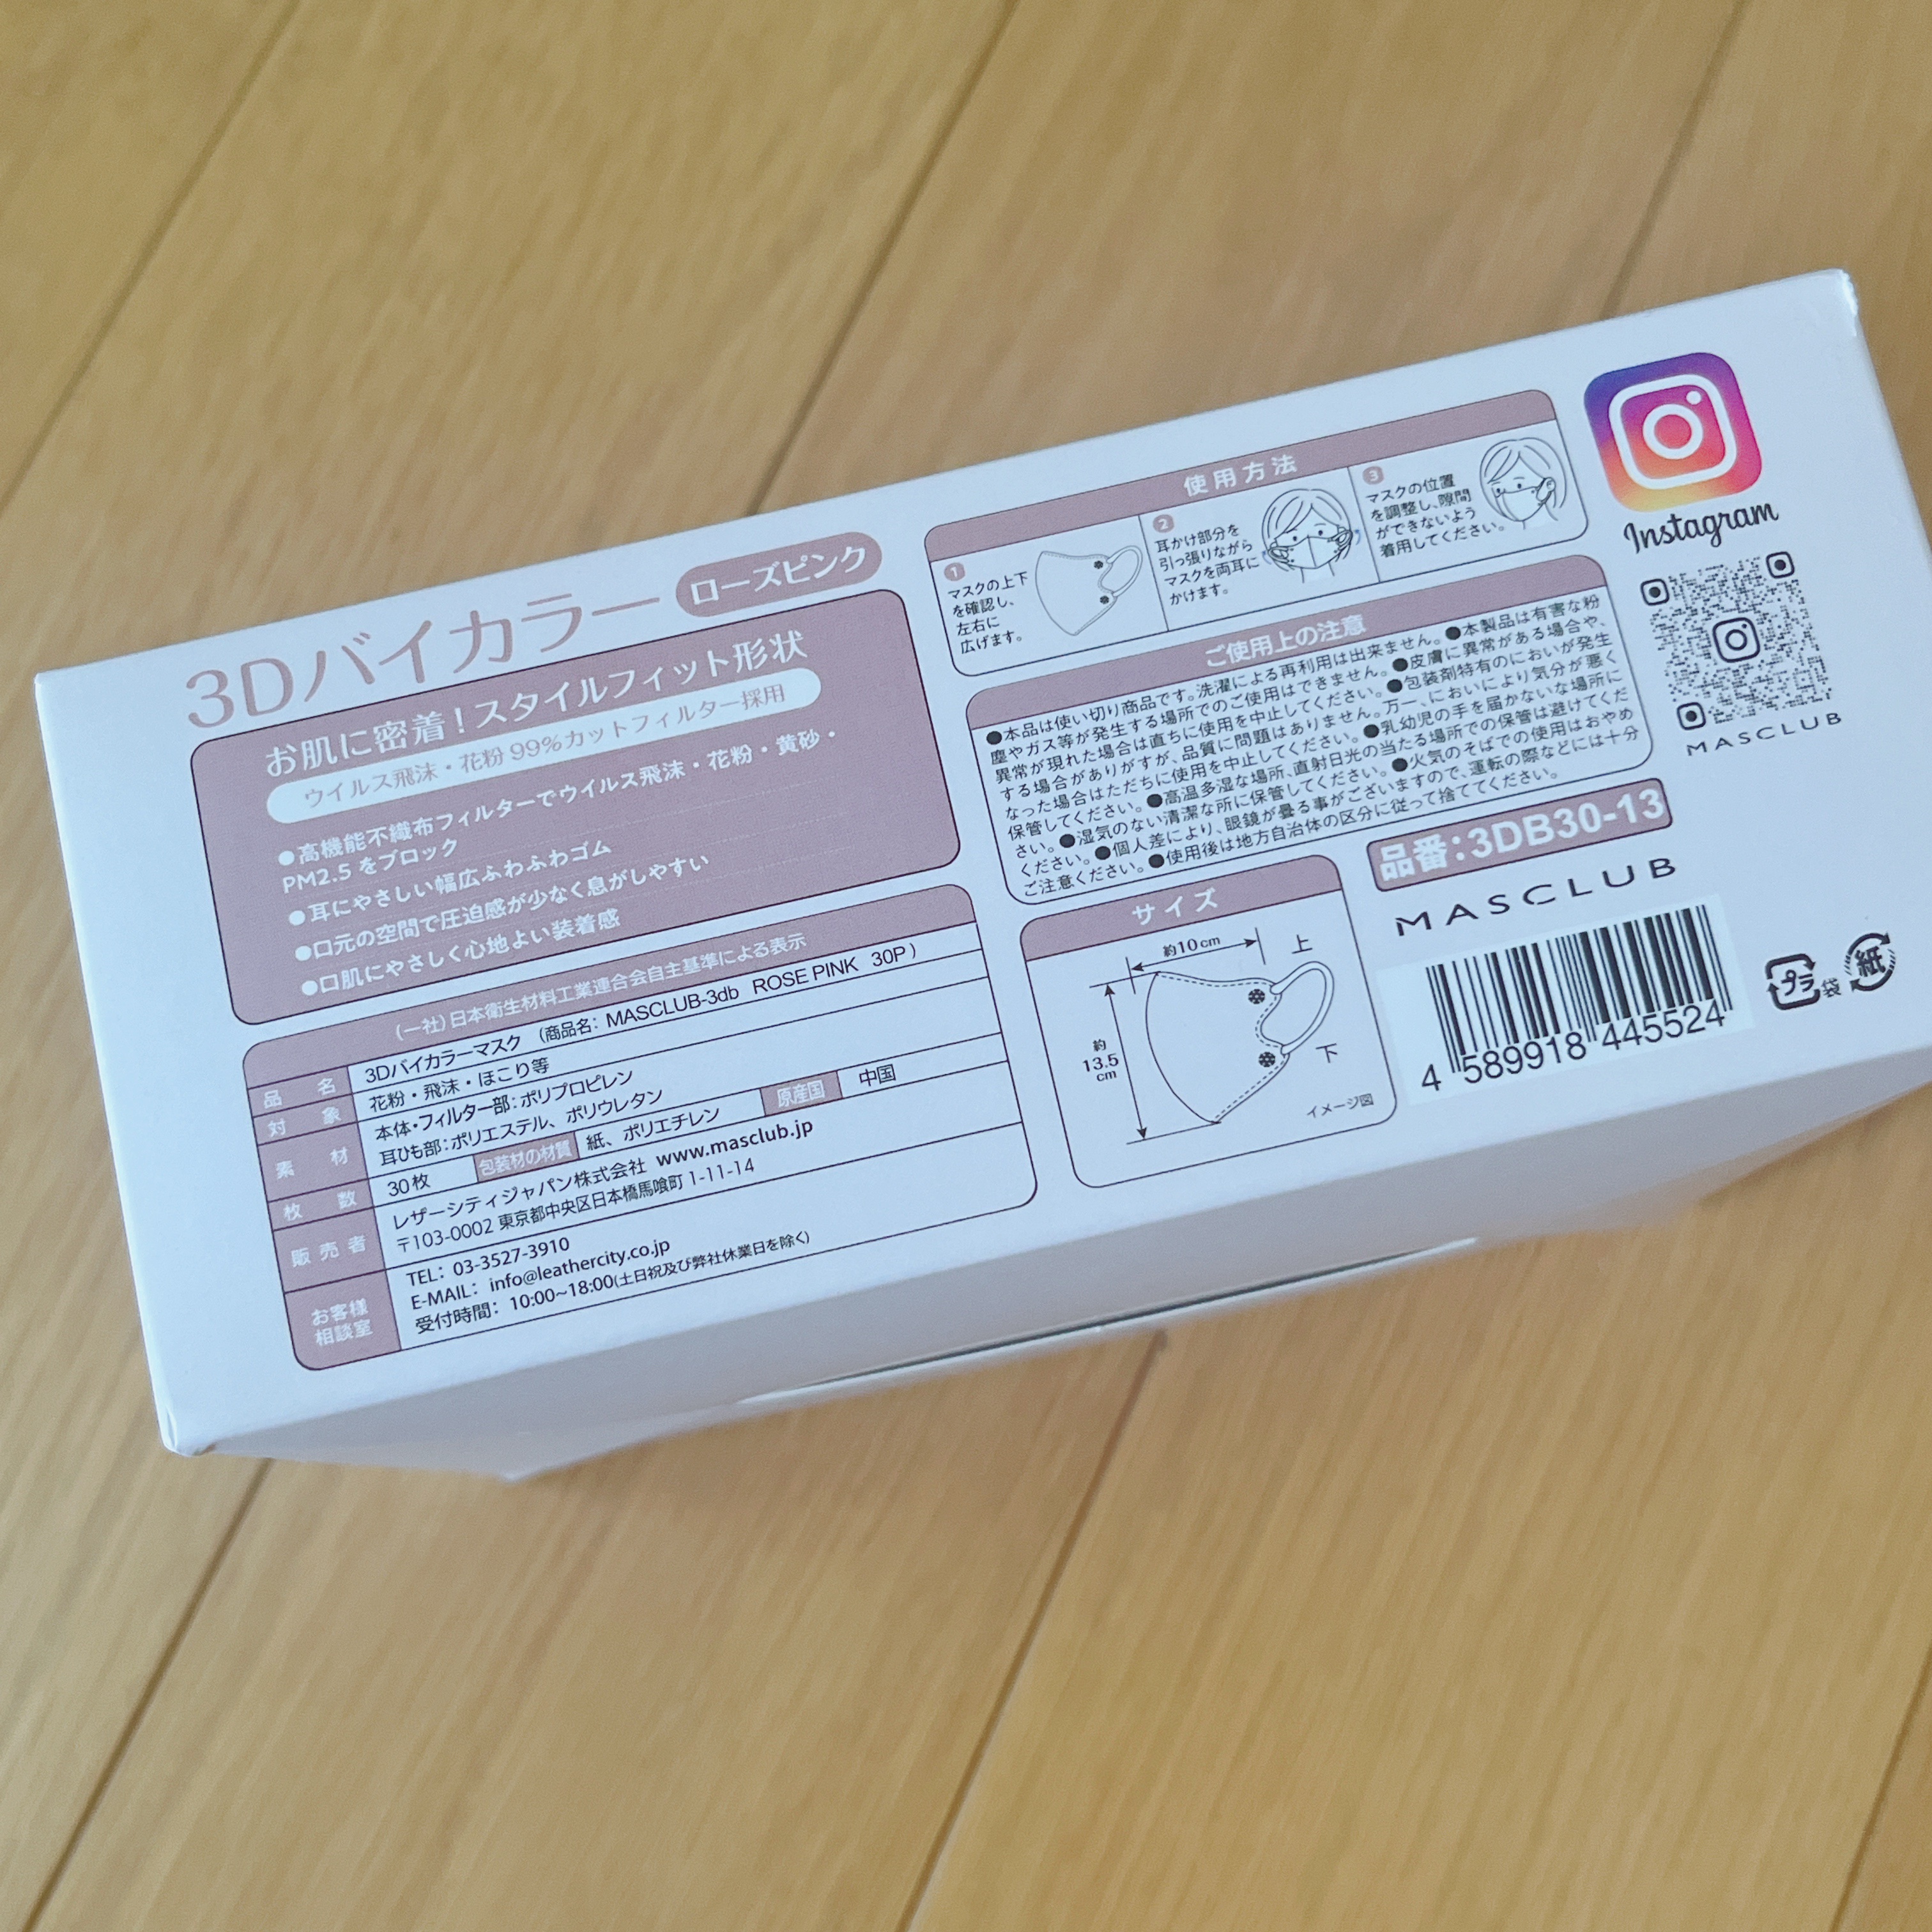 3Dバイカラー ローズピンク
お肌に密着！スタイルフィット形状
ウイルス飛沫・花粉99%カットフィルター採用
●高機能不織布フィルターでウイルス飛沫・花粉・黄砂・
PM2.5をブロック
●耳にやさしい幅広ふわふわゴム
●口元の空間で圧迫感が少なく息がしやすい
●口肌にやさしく心地よい装着感
(一社)日本衛生材料工業連合会自主基準による表示
品名 3Dバイカラーマスク (商品名: MASCLUB-3db ROSE PINK 30P)
対象 花粉・飛沫・ほこり等
素材 本体・フィルター部:ポリプロピレン
耳ひも部:ポリエステル、ポリウレタン
枚数 30枚 包装材の材質 紙、ポリエチレン 原産国 中国
販売者 レザーシティジャパン株式会社 www.masclub.jp
〒103-0002 東京都中央区日本橋馬喰町 1-11-14
お客様
相談室
TEL: 03-3527-3910
E-MAIL: info@leathercity.co.jp
受付時間: 10:00~18:00(土日祝及び弊社休業日を除く)
使用方法
1
マスクの上下
を確認し、
左右に
広げます。
2
耳かけ部分を
引っ張りながら
マスクを両耳に
かけます。
3
マスクの位置
を調整し、隙間
ができないよう
着用してください。
ご使用上の注意
●本品は使い切り商品です。洗濯による再利用は出来ません。●本製品は有害な粉
塵やガス等が発生する場所でのご使用はできません。●皮膚に異常がある場合や、
異常が現れた場合は直ちに使用を中止してください。●包装剤特有のにおいが発生
する場合がありがすが、品質に問題はありません。万一、においにより気分が悪く
なった場合はただちに使用を中止してください。●乳幼児の手を届かないな場所に
保管してください。●高温多湿な場所、直射日光の当たる場所での保管は避けてくだ
さい。●湿気のない清潔な所に保管してください。●火気のそばでの使用はおやめ
ください。●個人差により、眼鏡が曇る事がございますので、運転の際などには十分
ご注意ください。●使用後は地方自治体の区分に従って捨ててください。
サイズ
約10cm
上
約
13.5
cm
下
イメージ図
Instagram
MASCLUB
品番:3DB30-13
MASCLUB
4 589918 445524
プラ 袋 紙